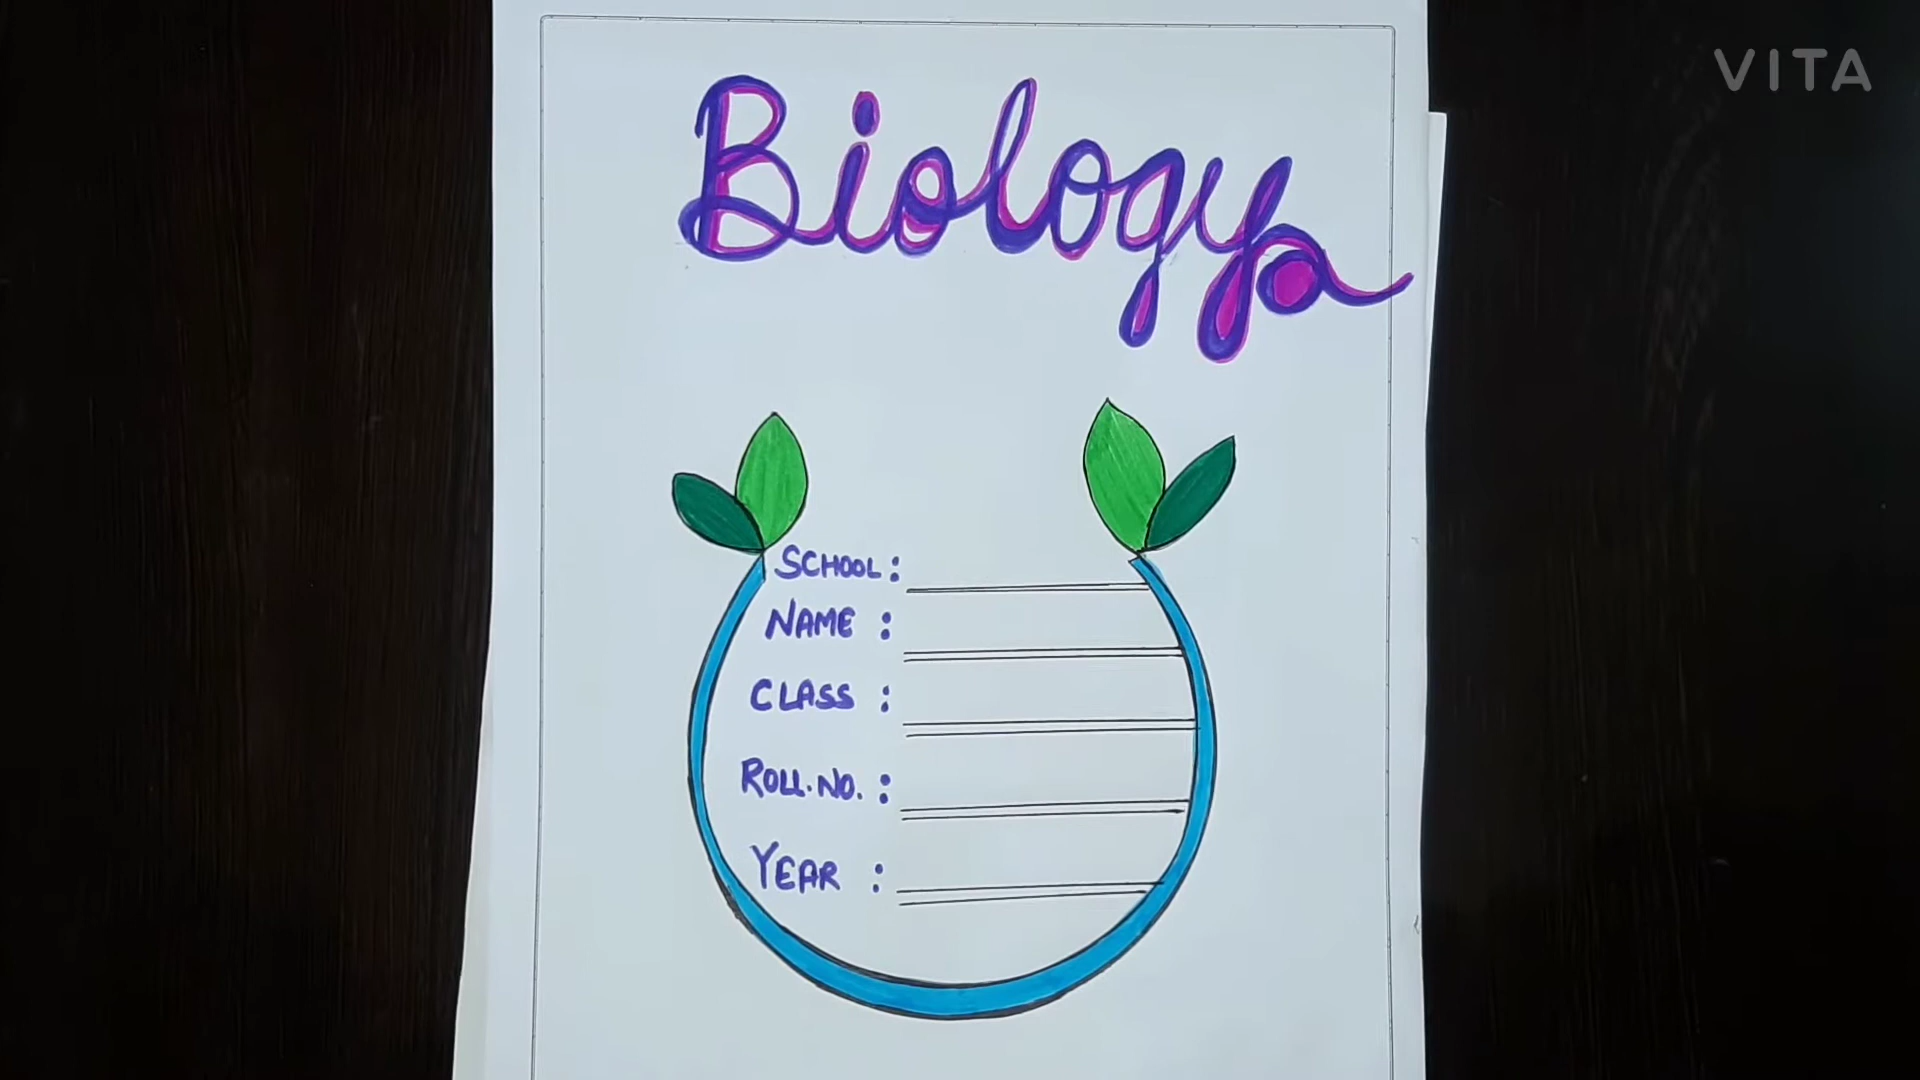 VITA
Biology
SCHOOL:
NAME :
CLASS :
ROLL.NO. :
YEAR :